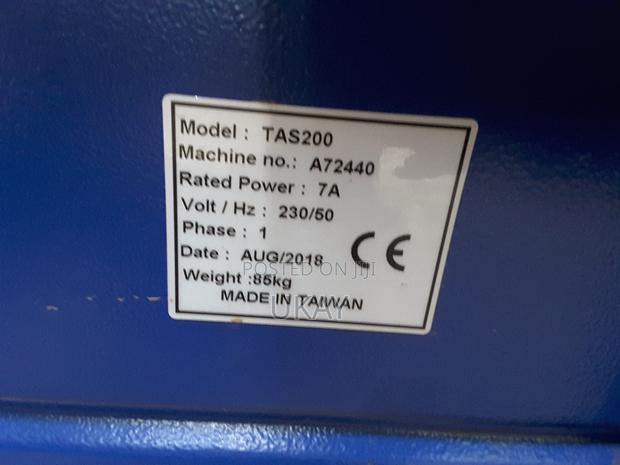 Model : TAS200
Machine no.: A72440
Rated Power : 7A
Volt / Hz : 230/50
Phase : 1
Date : AUG/2018
CE
POSTED ON JIJI
Weight :85kg
UKAY
MADE IN TAIWAN